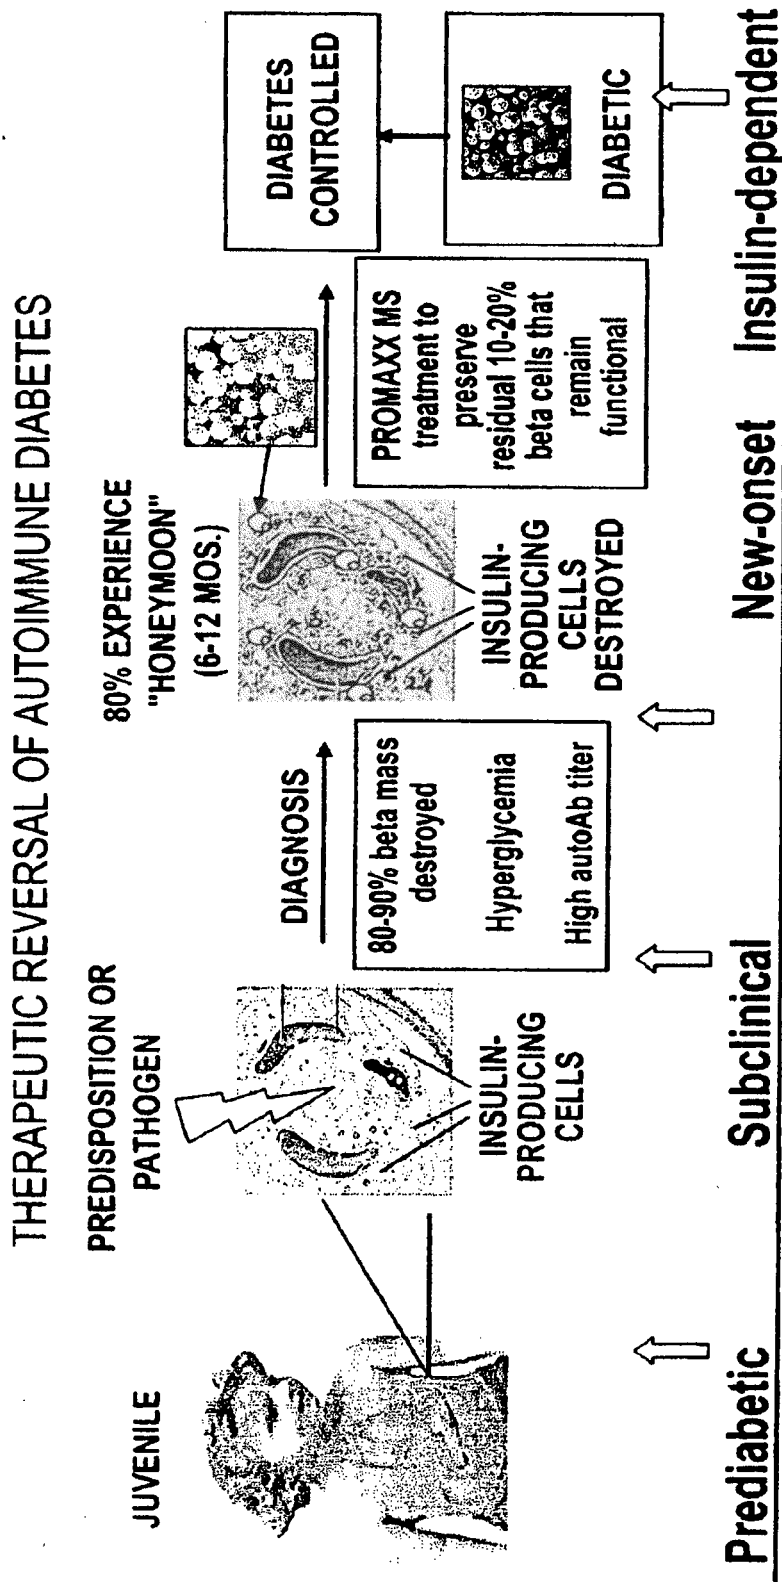 THERAPEUTIC REVERSAL OF AUTOIMMUNE DIABETES
JUVENILE
PREDISPOSITION OR
PATHOGEN
INSULIN-
PRODUCING
CELLS
DIAGNOSIS
80-90% beta mass
destroyed
Hyperglycemia
High autoAb titer
80% EXPERIENCE
"HONEYMOON"
(6-12 MOS.)
INSULIN-
PRODUCING
CELLS
DESTROYED
PROMAXX MS
treatment to
preserve
residual 10-20%
beta cells that
remain
functional
DIABETES
CONTROLLED
DIABETIC
Prediabetic
Subclinical
New-onset
Insulin-dependent